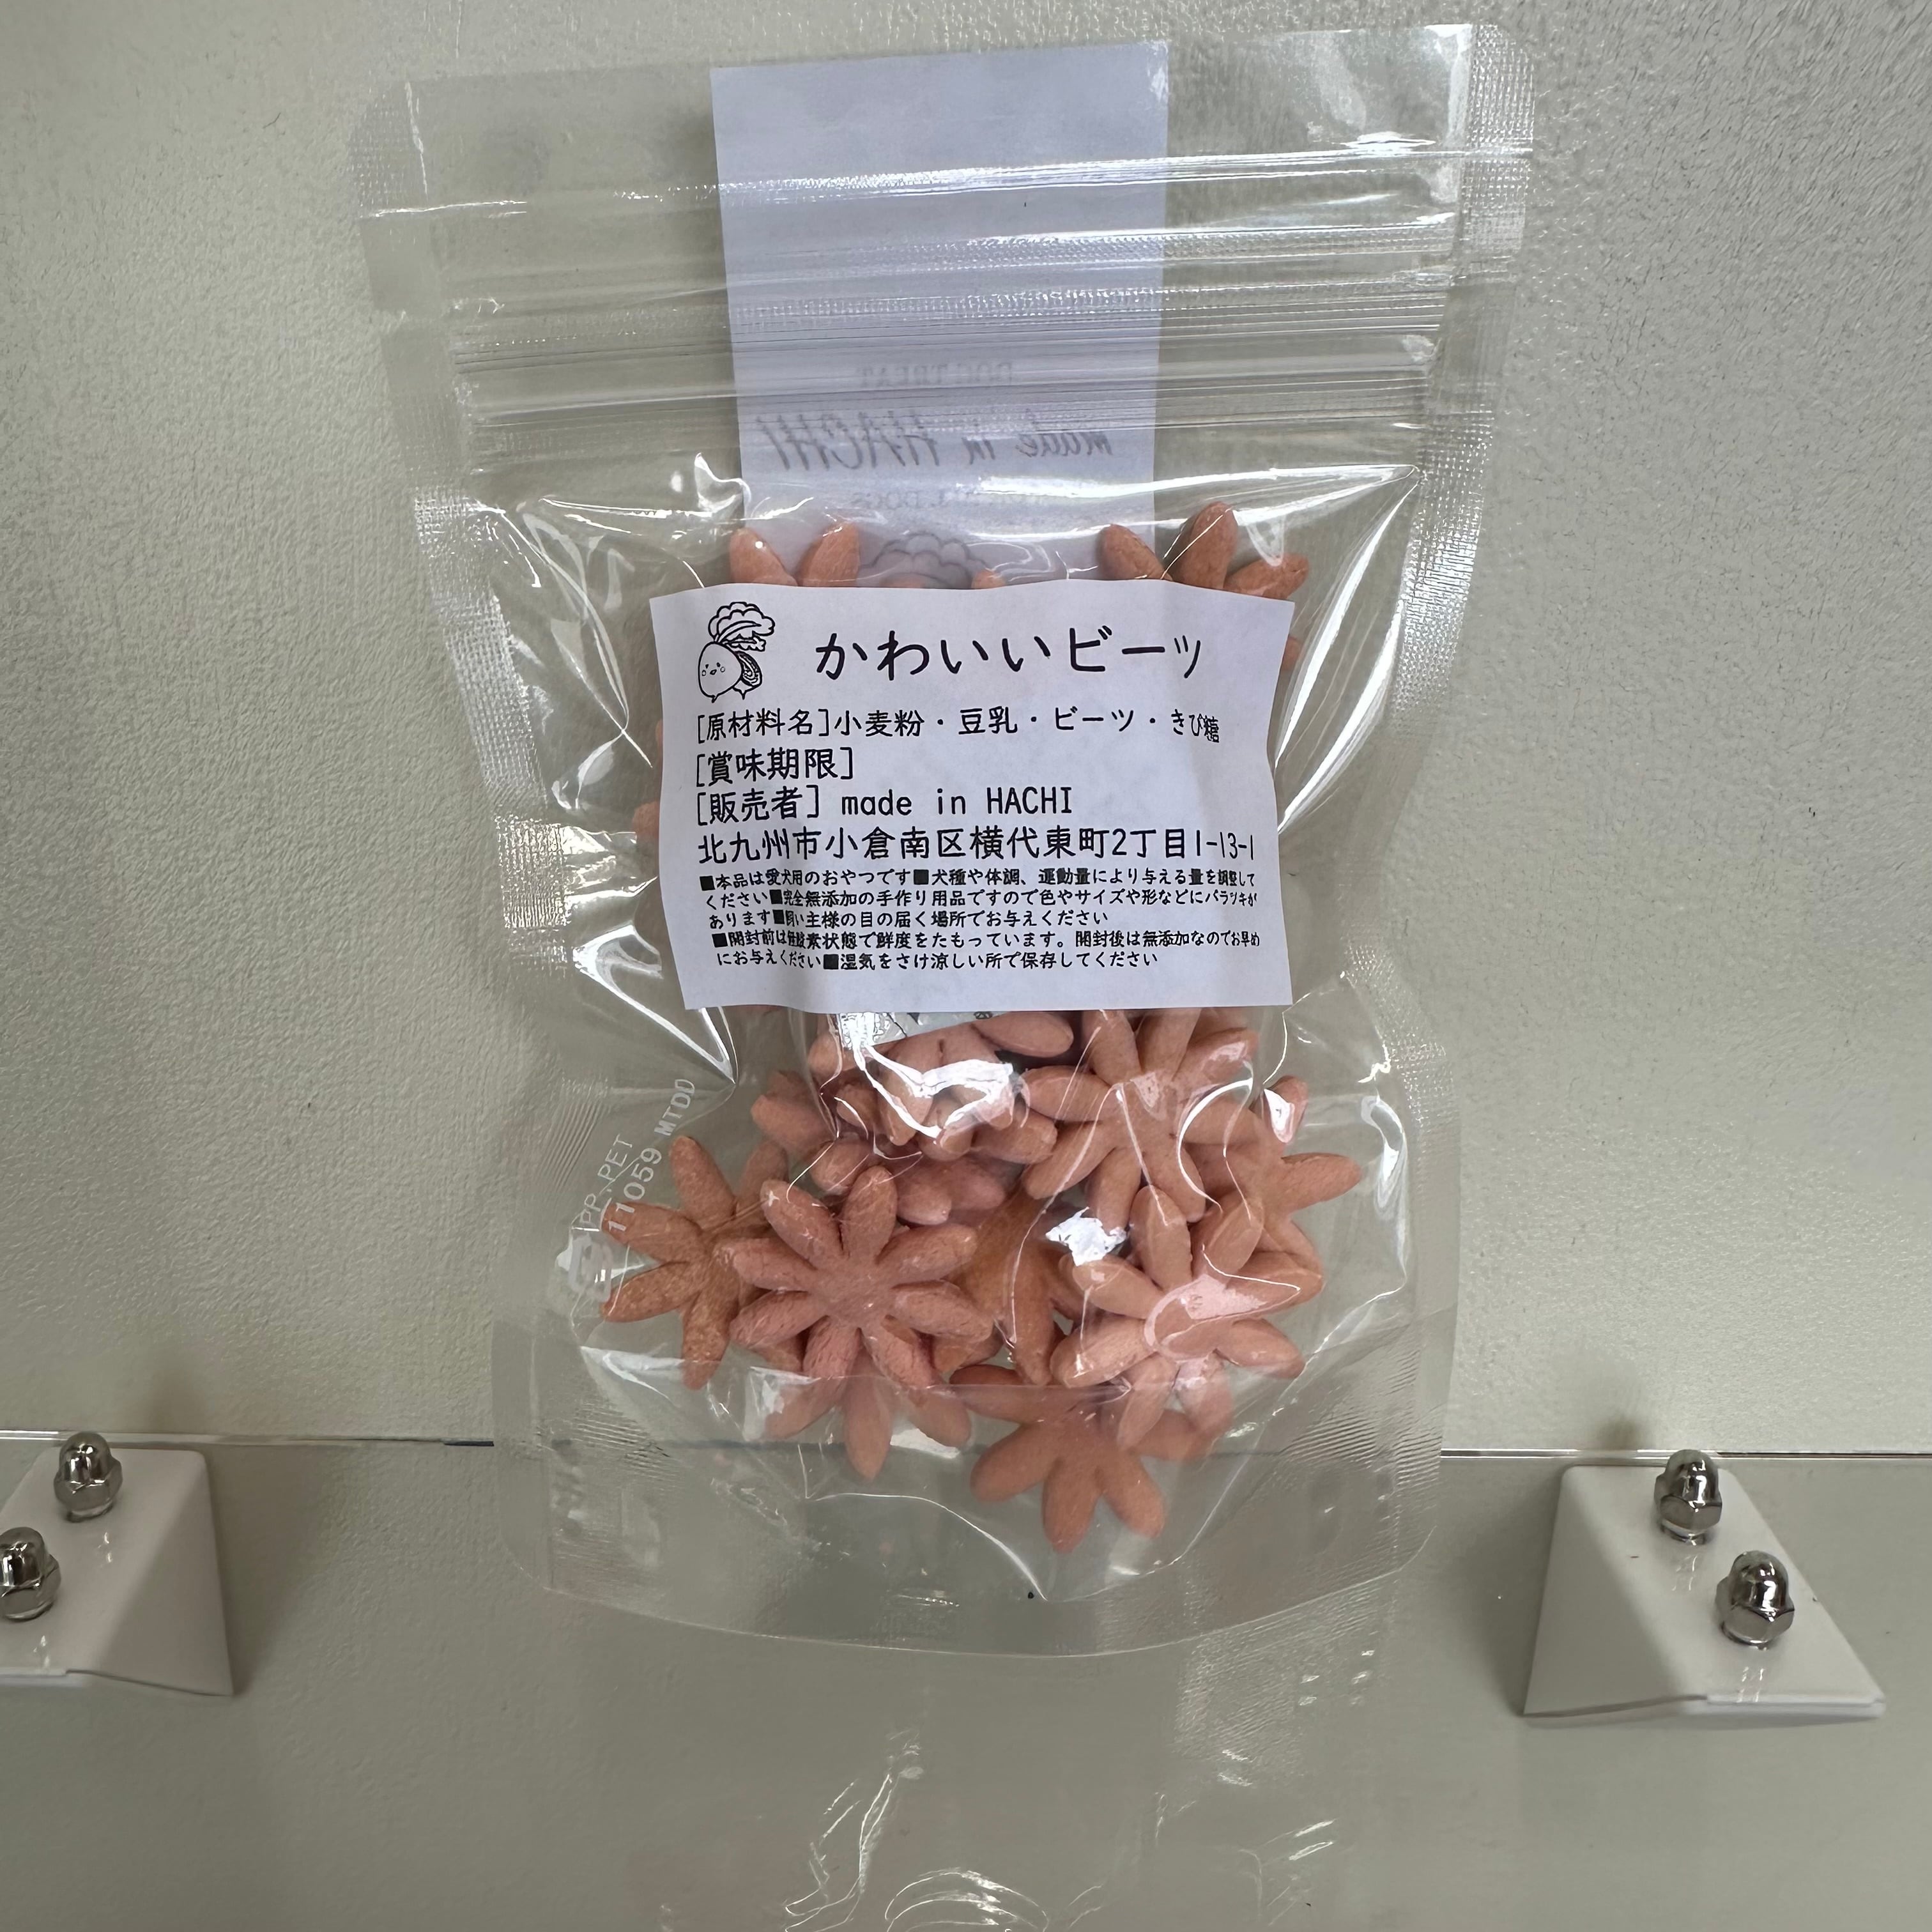 made in HACHI
かわいいビーツ
[原材料名]小麦粉・豆乳・ビーツ・きび糖
[賞味期限]
[販売者] made in HACHI
北九州市小倉南区横代東町2丁目1-13-1
■本品は愛犬用のおやつです■犬種や体調、運動量により与える量を調整して
ください■完全無添加の手作り用品ですので色やサイズや形などにバラツキが
あります■飼い主様の目の届く場所でお与えください
■開封前は無酸素状態で鮮度をたもっています。開封後は無添加なのでお早め
にお与えください■湿気をさけ涼しい所で保存してください
PP,PET
11059 MTDD